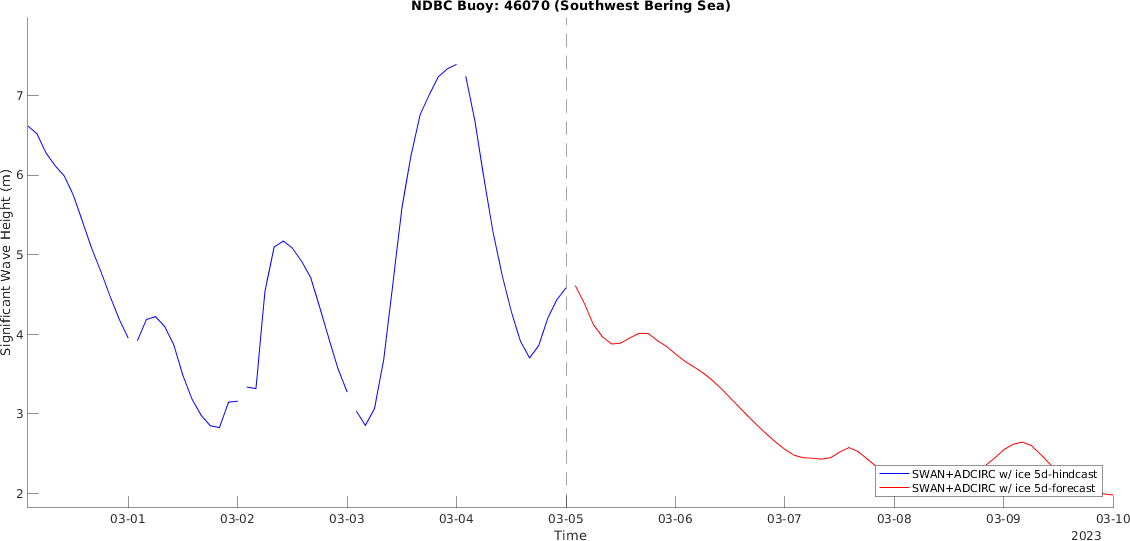 NDBC Buoy: 46070 (Southwest Bering Sea)
Significant Wave Height (m)
7
6
5
4
3
2
SWAN+ADCIRC w/ ice 5d-hindcast
SWAN+ADCIRC w/ ice 5d-forecast
03-01 03-02 03-03 03-04 03-05 03-06 03-07 03-08 03-09 03-10
Time
2023